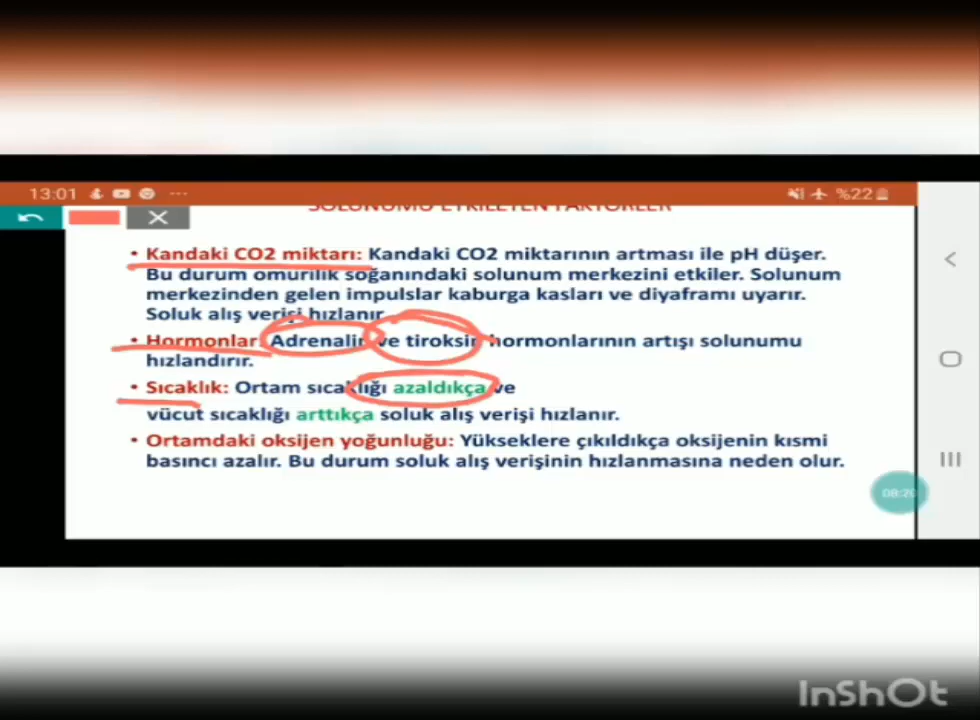 13:01
%22
SOLUNUMU ETKİLEYEN FAKTÖRLER
• Kandaki CO2 miktarı: Kandaki CO2 miktarının artması ile pH düşer.
Bu durum omurilik soğanındaki solunum merkezini etkiler. Solunum
merkezinden gelen impulslar kaburga kasları ve diyaframı uyarır.
Soluk alış verişi hızlanır
• Hormonlar: Adrenalin ve tiroksin hormonlarının artışı solunumu
hızlandırır.
• Sıcaklık: Ortam sıcaklığı azaldıkça ve
vücut sıcaklığı arttıkça soluk alış verişi hızlanır.
• Ortamdaki oksijen yoğunluğu: Yükseklere çıkıldıkça oksijenin kısmi
basıncı azalır. Bu durum soluk alış verişinin hızlanmasına neden olur.
08:20
InShOt